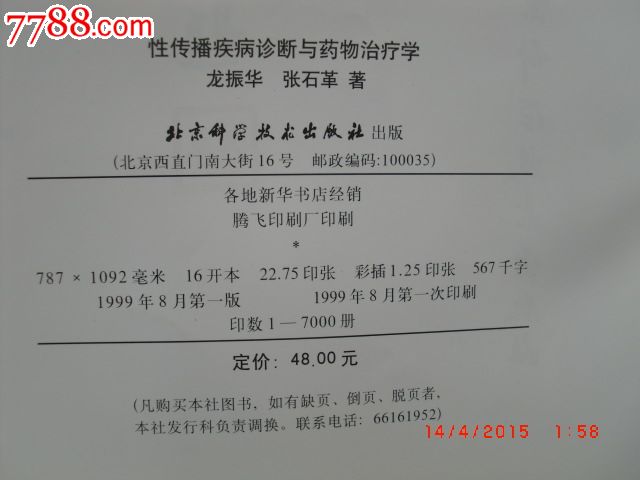 7788.com
性传播疾病诊断与药物治疗学
龙振华 张石革 著
北京科学技术出版社出版
(北京西直门南大街16号 邮政编码:100035)
各地新华书店经销
腾飞印刷厂印刷
*
787 × 1092毫米 16开本 22.75印张 彩插1.25印张 567千字
1999年8月第一版 1999年8月第一次印刷
印数1—7000册
定价: 48.00元
(凡购买本社图书, 如有缺页、倒页、脱页者,
本社发行科负责调换。联系电话: 66161952)
14/4/2015 1:58